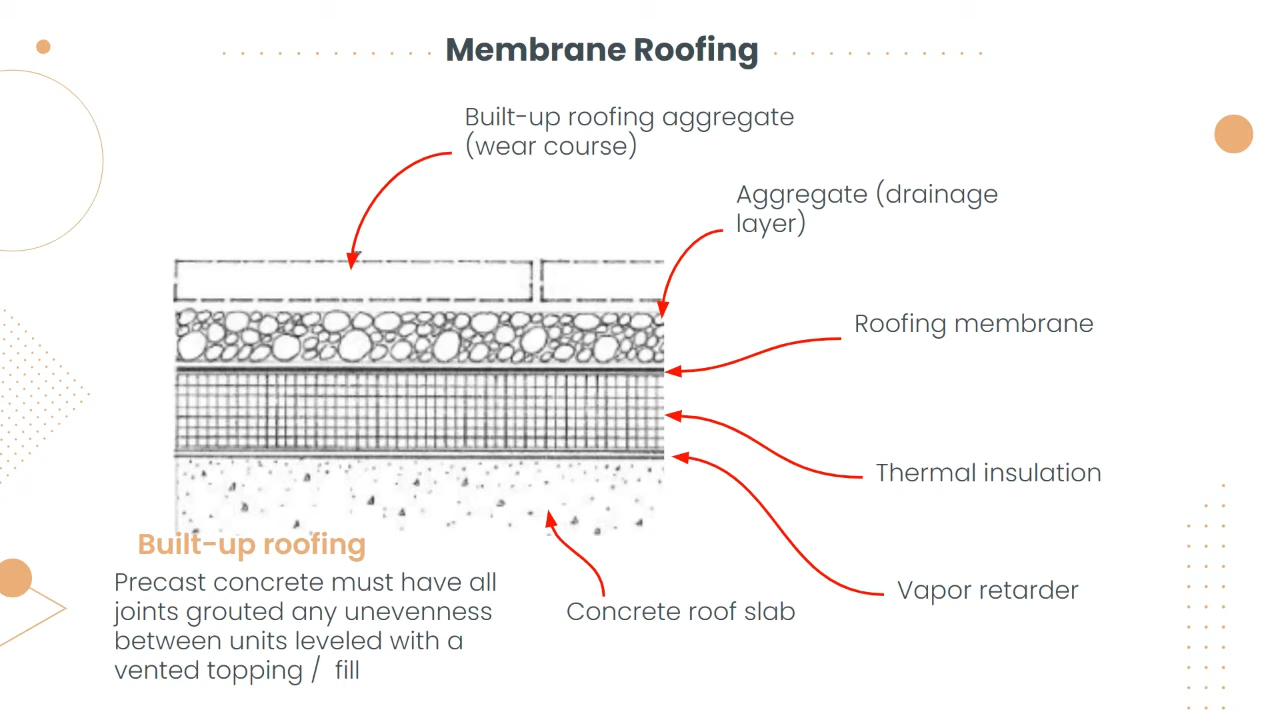 Membrane Roofing
Built-up roofing aggregate
(wear course)
Aggregate (drainage
layer)
Roofing membrane
Thermal insulation
Vapor retarder
Concrete roof slab
Built-up roofing
Precast concrete must have all
joints grouted any unevenness
between units leveled with a
vented topping / fill